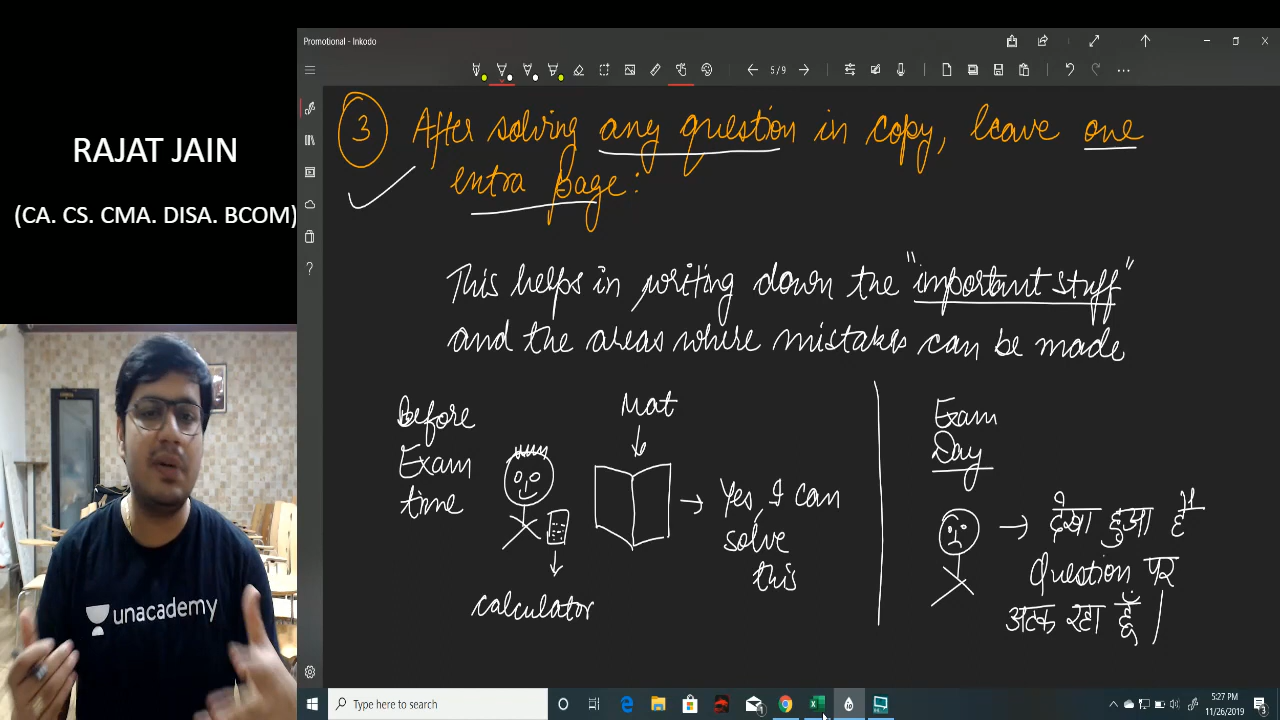 RAJAT JAIN
(CA. CS. CMA. DISA. BCOM)
unacademy
Promotional - Inkodo
5/9
3 After solving any question in copy, leave one
extra page:
This helps in writing down the "important stuff"
and the areas where mistakes can be made
Before
Exam
time
calculator
Mat
Yes, I can
solve
this
Exam
Day
देखा हुआ है
Question पर
अटक रहा हूँ।
Type here to search
5:27 PM
11/26/2019